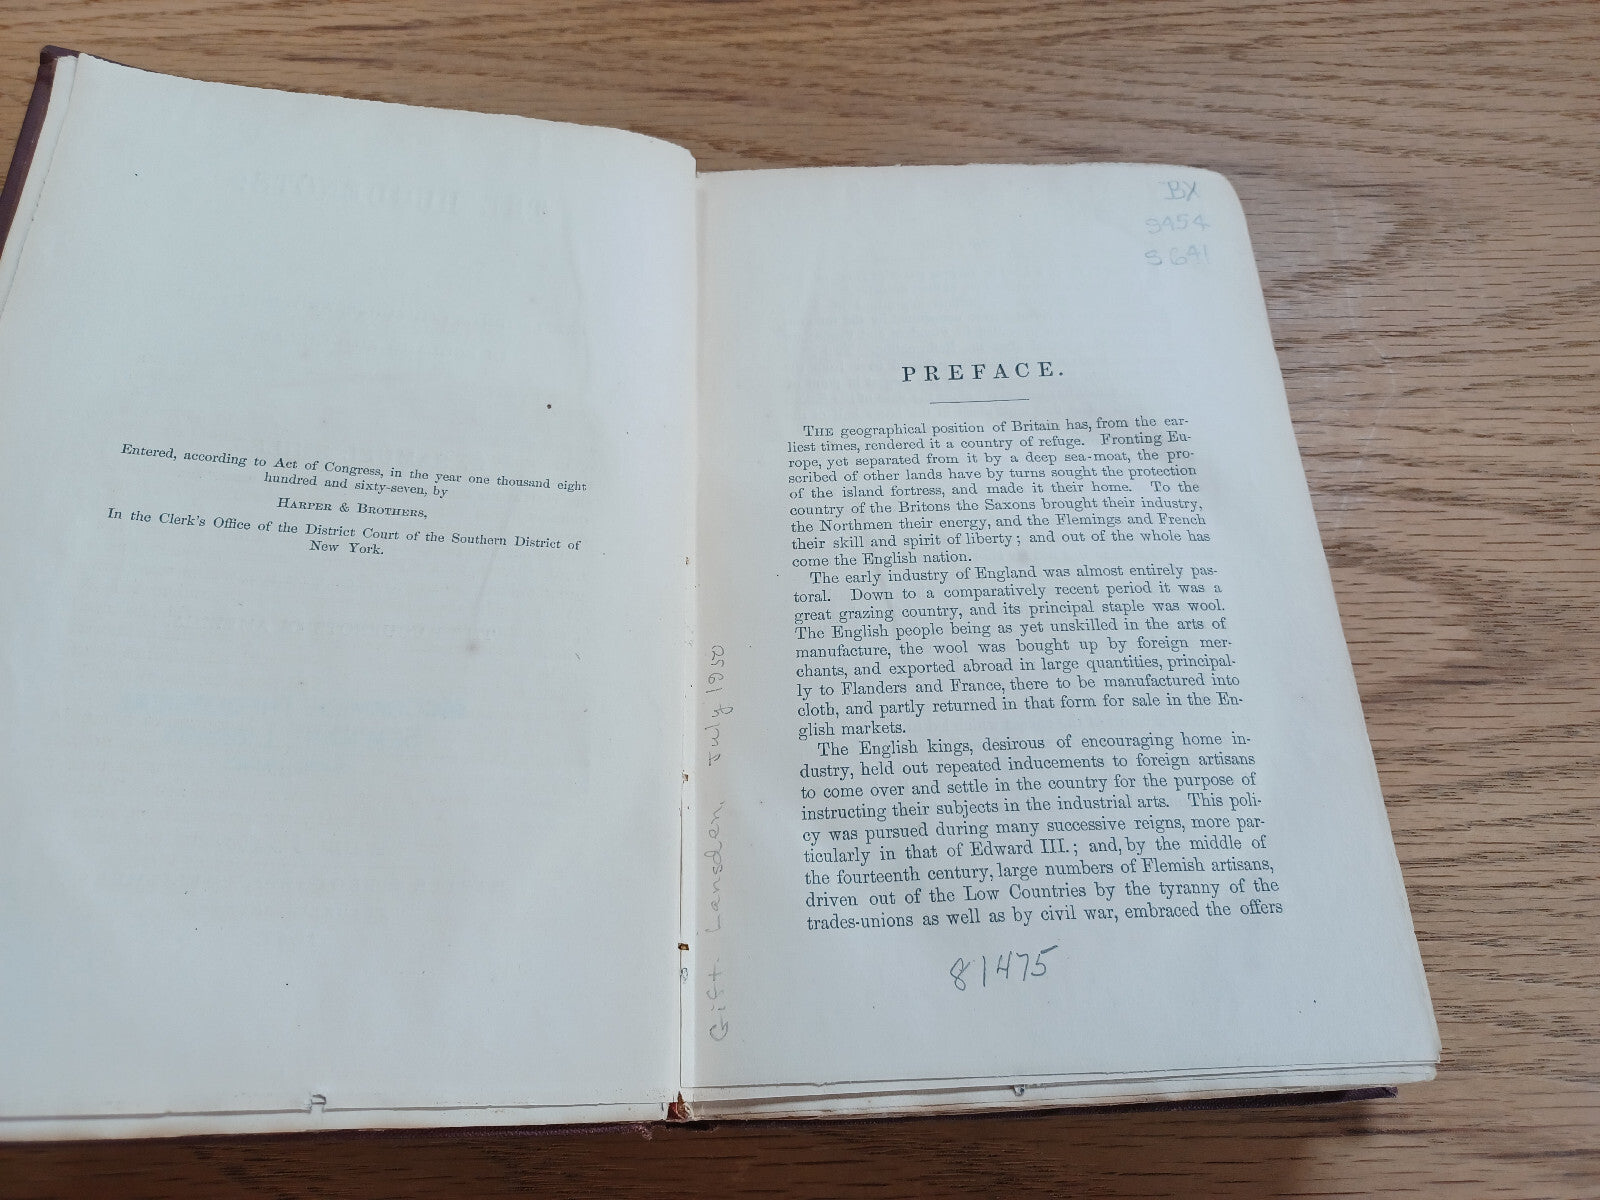 Entered, according to Act of Congress, in the year one thousand eight
hundred and sixty-seven, by
HARPER & BROTHERS,
In the Clerk's Office of the District Court of the Southern District of
New York.
BX
9454
S641
PREFACE.
THE geographical position of Britain has, from the ear-
liest times, rendered it a country of refuge. Fronting Eu-
rope, yet separated from it by a deep sea-moat, the pro-
scribed of other lands have by turns sought the protection
of the island fortress, and made it their home. To the
country of the Britons the Saxons brought their industry,
the Northmen their energy, and the Flemings and French
their skill and spirit of liberty; and out of the whole has
come the English nation.
The early industry of England was almost entirely pas-
toral. Down to a comparatively recent period it was a
great grazing country, and its principal staple was wool.
The English people being as yet unskilled in the arts of
manufacture, the wool was bought up by foreign mer-
chants, and exported abroad in large quantities, principal-
ly to Flanders and France, there to be manufactured into
cloth, and partly returned in that form for sale in the En-
glish markets.
The English kings, desirous of encouraging home in-
dustry, held out repeated inducements to foreign artisans
to come over and settle in the country for the purpose of
instructing their subjects in the industrial arts. This poli-
cy was pursued during many successive reigns, more par-
ticularly in that of Edward III.; and, by the middle of
the fourteenth century, large numbers of Flemish artisans,
driven out of the Low Countries by the tyranny of the
trades-unions as well as by civil war, embraced the offers
81475
Gift. Lansden July 1950